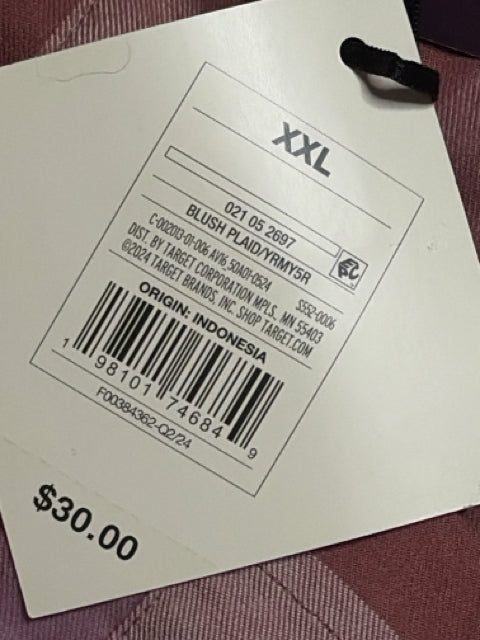 XXL
021 05 2697
BLUSH PLAID/YRMY5R
C-002013-01-006 AV16 50A01-0524 S552-0006
DIST. BY TARGET CORPORATION MPLS, MN 55403
©2024 TARGET BRANDS, INC. SHOP TARGET.COM
ORIGIN: INDONESIA
1 98101 74684 9
F00384362-Q2/24
$30.00